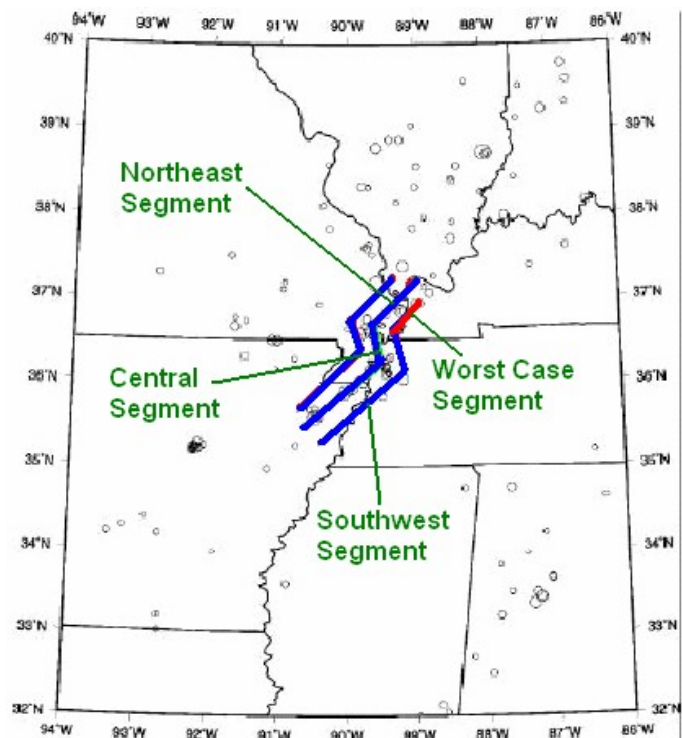 94˚W 93˚W 92˚W 91˚W 90˚W 89˚W 88˚W 87˚W 86˚W
40˚N 40˚N
39˚N 39˚N
Northeast
Segment
38˚N 38˚N
37˚N 37˚N
36˚N 36˚N
Central
Segment
Worst Case
Segment
35˚N 35˚N
Southwest
Segment
34˚N 34˚N
33˚N 33˚N
32˚N 32˚N
94˚W 93˚W 92˚W 91˚W 90˚W 89˚W 88˚W 87˚W 86˚W